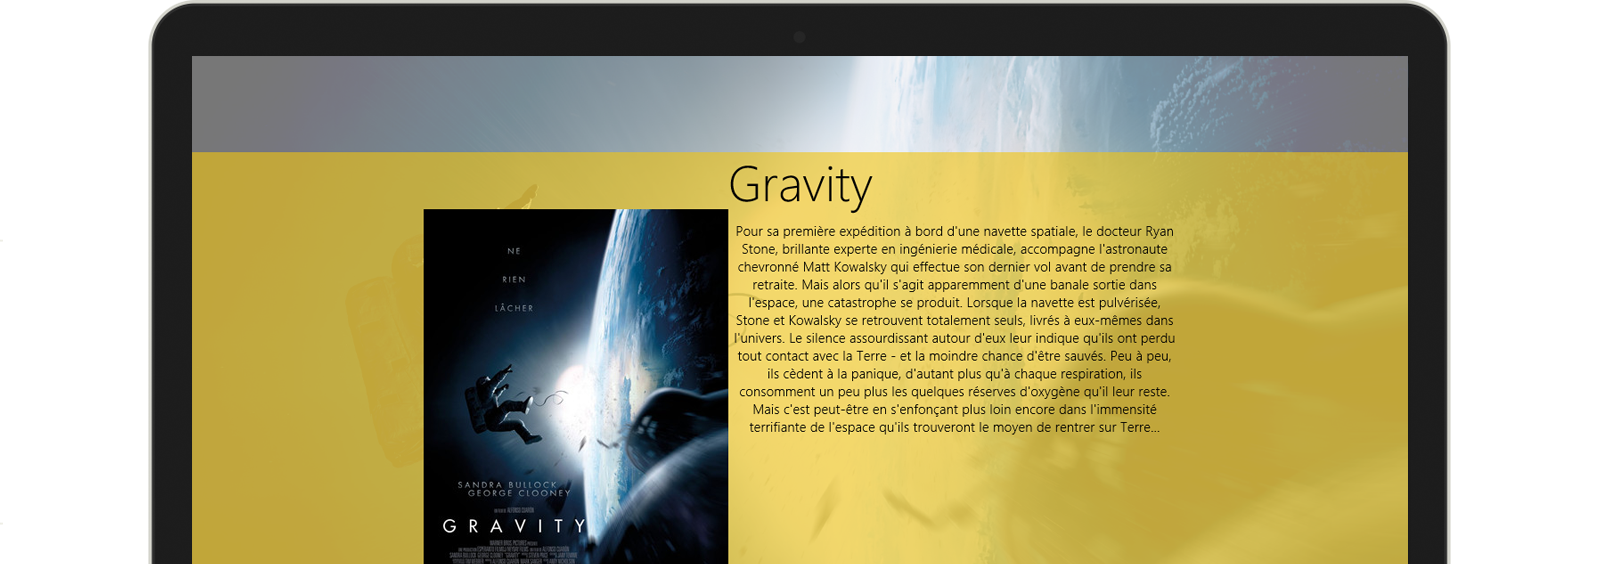 Gravity
Pour sa première expédition à bord d'une navette spatiale, le docteur Ryan
Stone, brillante experte en ingénierie médicale, accompagne l'astronaute
chevronné Matt Kowalsky qui effectue son dernier vol avant de prendre sa
retraite. Mais alors qu'il s'agit apparemment d'une banale sortie dans
l'espace, une catastrophe se produit. Lorsque la navette est pulvérisée,
Stone et Kowalsky se retrouvent totalement seuls, livrés à eux-mêmes dans
l'univers. Le silence assourdissant autour d'eux leur indique qu'ils ont perdu
tout contact avec la Terre - et la moindre chance d'être sauvés. Peu à peu,
ils cèdent à la panique, d'autant plus qu'à chaque respiration, ils
consomment un peu plus les quelques réserves d'oxygène qu'il leur reste.
Mais c'est peut-être en s'enfonçant plus loin encore dans l'immensité
terrifiante de l'espace qu'ils trouveront le moyen de rentrer sur Terre...
NE
RIEN
LÂCHER
SANDRA BULLOCK
GEORGE CLOONEY
GRAVITY